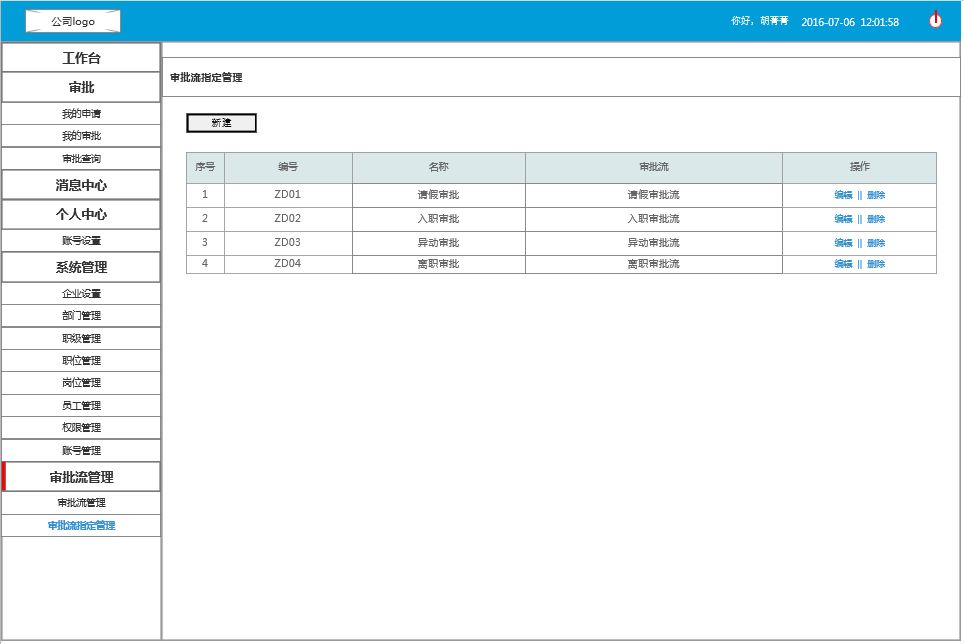 公司logo
你好，胡菁菁 2016-07-06 12:01:58
工作台
审批
我的申请
我的审批
审批查询
消息中心
个人中心
账号设置
系统管理
企业设置
部门管理
职级管理
职位管理
岗位管理
员工管理
权限管理
账号管理
审批流管理
审批流管理
审批流指定管理
审批流指定管理
新建
序号 编号 名称 审批流 操作
1 ZD01 请假审批 请假审批流 编辑 || 删除
2 ZD02 入职审批 入职审批流 编辑 || 删除
3 ZD03 异动审批 异动审批流 编辑 || 删除
4 ZD04 离职审批 离职审批流 编辑 || 删除